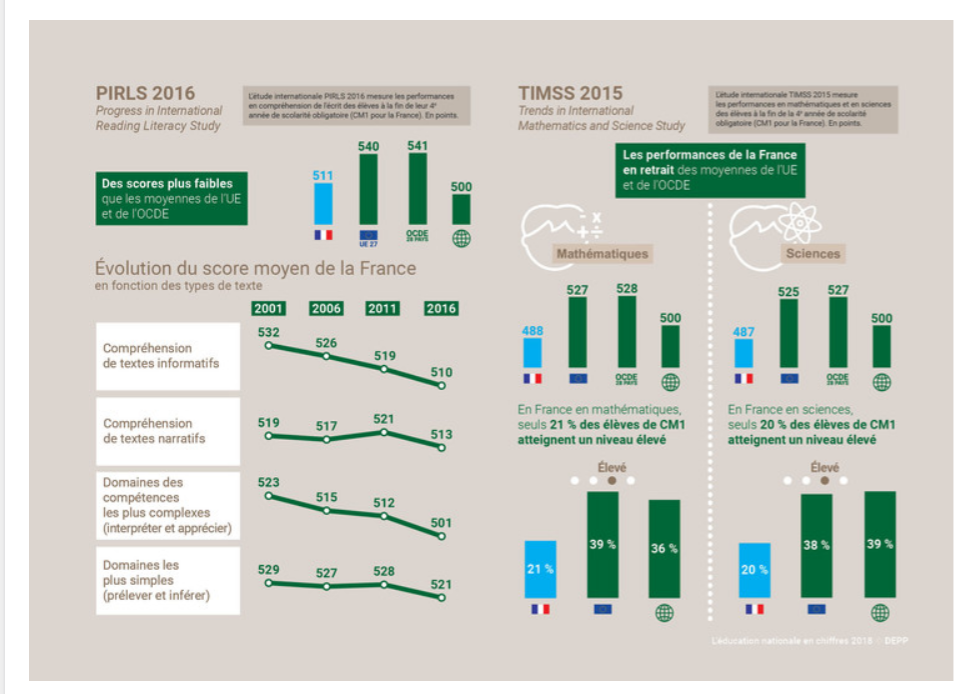 PIRLS 2016
Progress in International
Reading Literacy Study
L'étude internationale PIRLS 2016 mesure les performances
en compréhension de l'écrit des élèves à la fin de leur 4e
année de scolarité obligatoire (CM1 pour la France). En points.
Des scores plus faibles
que les moyennes de l'UE
et de l'OCDE
511
540
541
500
UE 27
OCDE
28 PAYS
Évolution du score moyen de la France
en fonction des types de texte
2001 2006 2011 2016
Compréhension
de textes informatifs
532 526 519 510
Compréhension
de textes narratifs
519 517 521 513
Domaines des
compétences
les plus complexes
(interpréter et apprécier)
523 515 512 501
Domaines les
plus simples
(prélever et inférer)
529 527 528 521
TIMSS 2015
Trends in International
Mathematics and Science Study
L'étude internationale TIMSS 2015 mesure
les performances en mathématiques et en sciences
des élèves à la fin de la 4e année de scolarité
obligatoire (CM1 pour la France). En points.
Les performances de la France
en retrait des moyennes de l'UE
et de l'OCDE
- x
+ ÷
Mathématiques
488
527
528
500
OCDE
28 PAYS
En France en mathématiques,
seuls 21 % des élèves de CM1
atteignent un niveau élevé
Élevé
21 %
39 %
36 %
Sciences
487
525
527
500
OCDE
28 PAYS
En France en sciences,
seuls 20 % des élèves de CM1
atteignent un niveau élevé
Élevé
20 %
38 %
39 %
L'éducation nationale en chiffres 2018 © DEPP